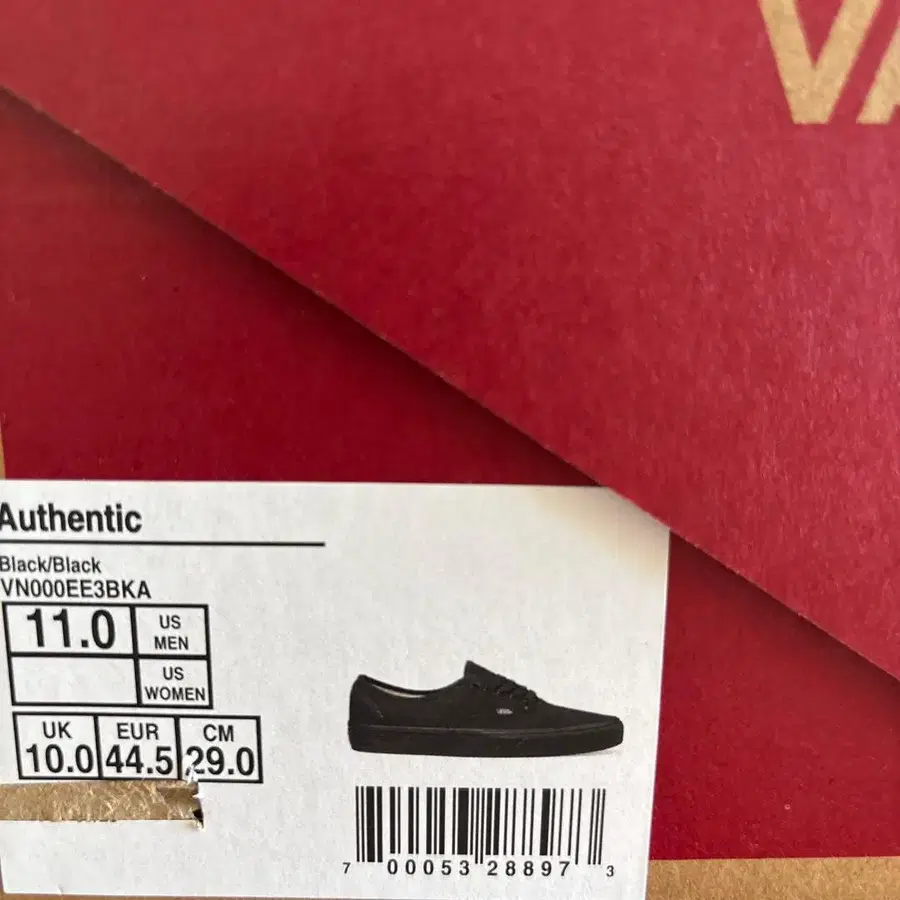 VA
Authentic
Black/Black
VN000EE3BKA
11.0 US MEN
US WOMEN
UK EUR CM
10.0 44.5 29.0
7 00053 28897 3